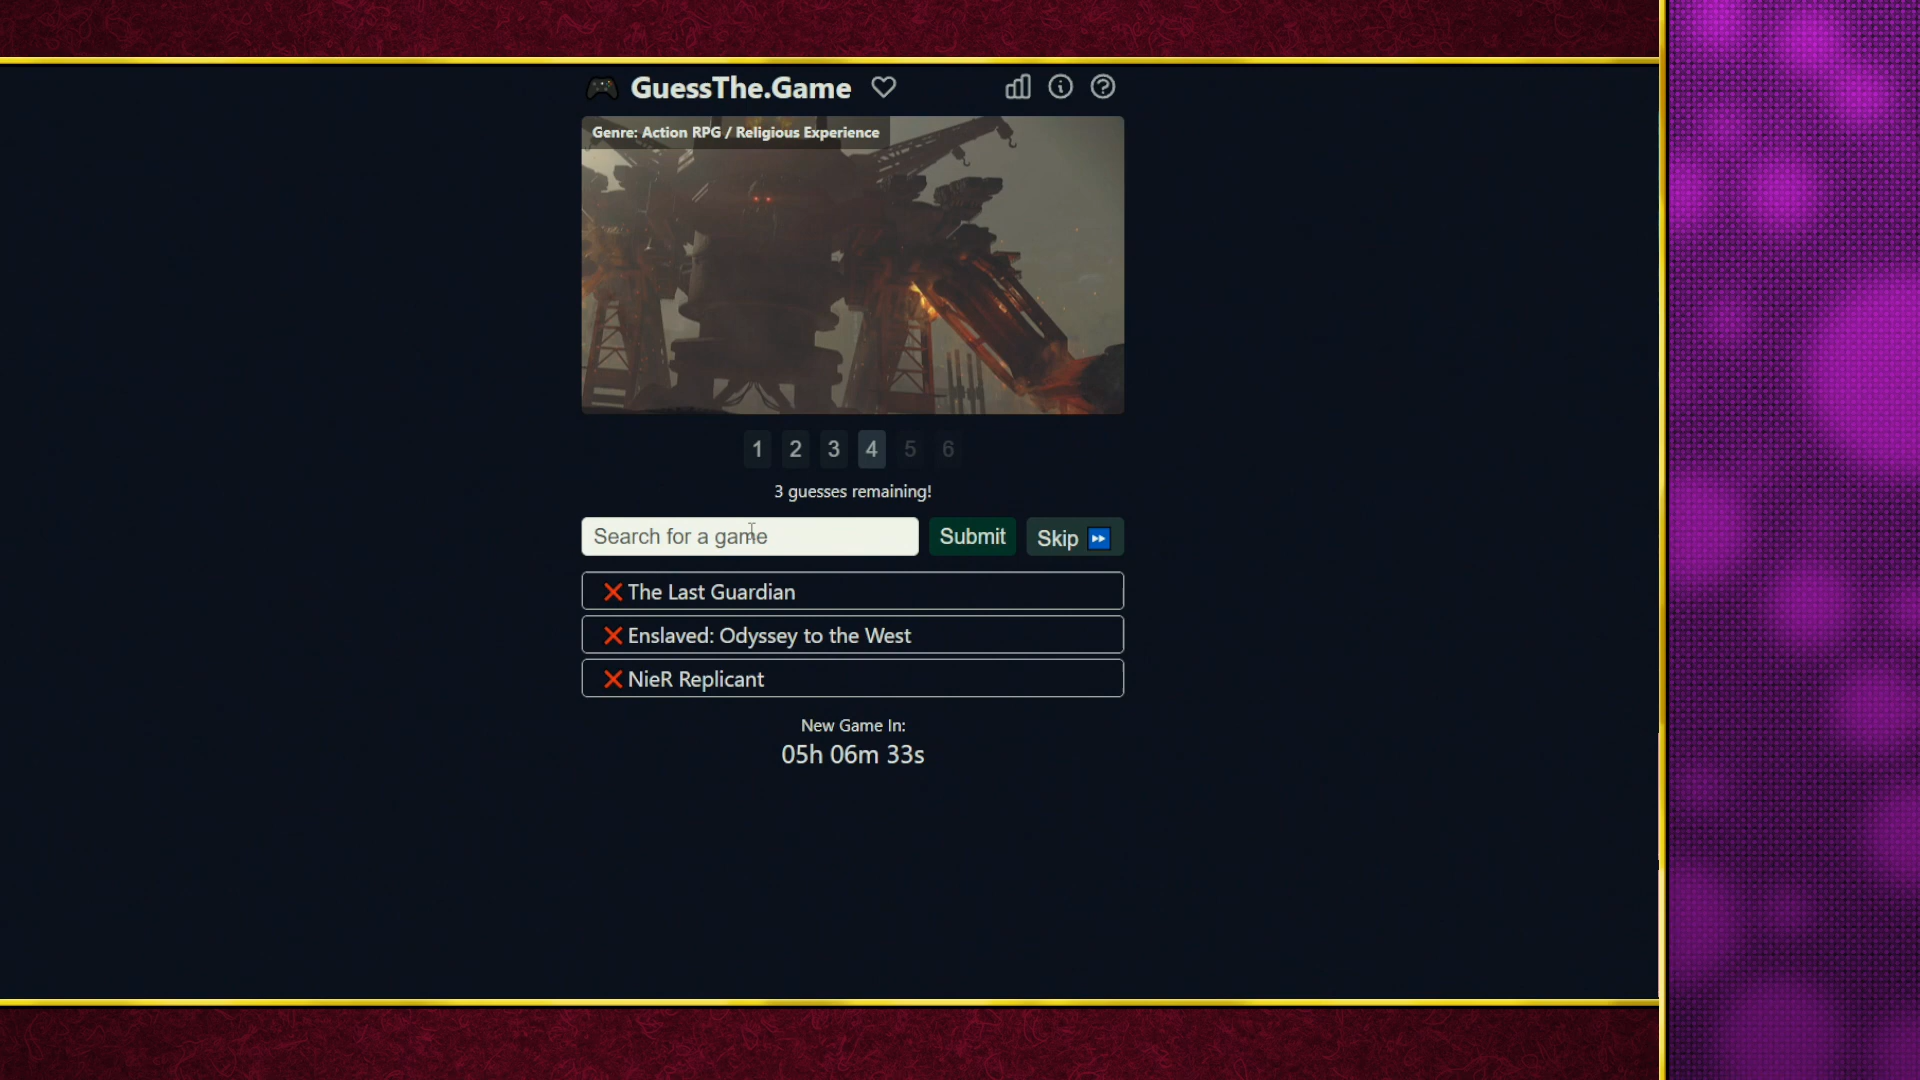 GuessThe.Game
Genre: Action RPG / Religious Experience
1 2 3 4 5 6
3 guesses remaining!
Search for a game
Submit
Skip
❌ The Last Guardian
❌ Enslaved: Odyssey to the West
❌ NieR Replicant
New Game In:
05h 06m 33s